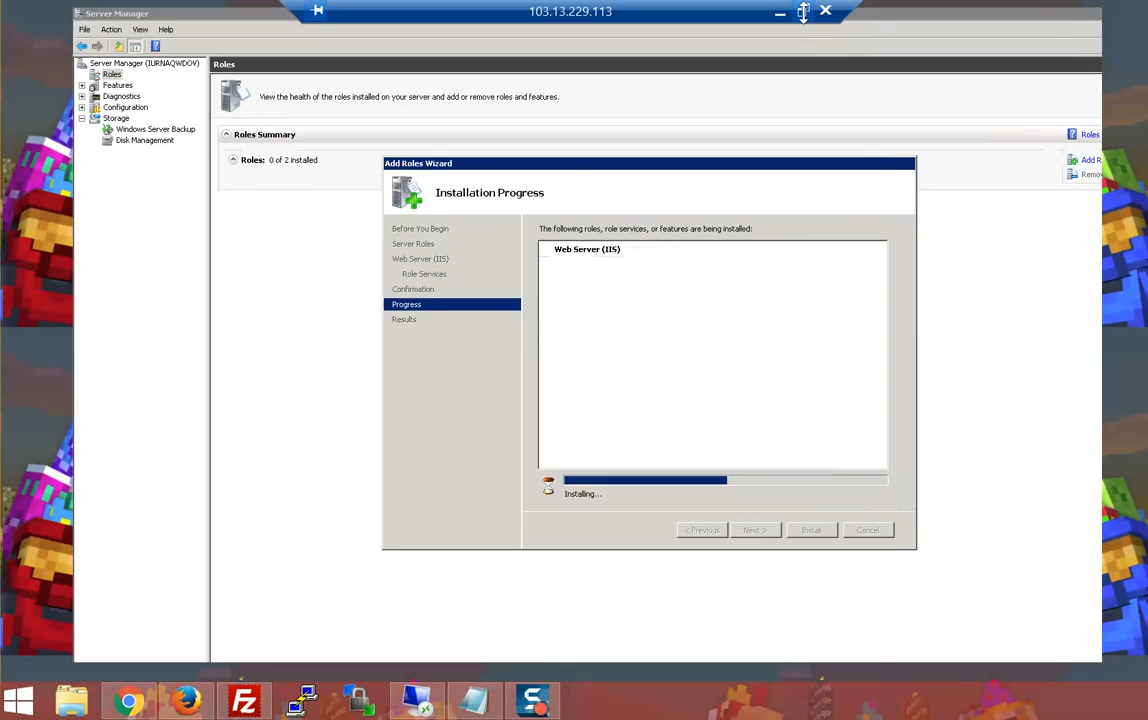 103.13.229.113
Server Manager
File Action View Help
Server Manager (IURNAQWDOV)
Roles
Features
Diagnostics
Configuration
Storage
Windows Server Backup
Disk Management
Roles
View the health of the roles installed on your server and add or remove roles and features.
Roles Summary
Roles
Roles: 0 of 2 installed
Add R
Remov
Add Roles Wizard
Installation Progress
Before You Begin
Server Roles
Web Server (IIS)
Role Services
Confirmation
Progress
Results
The following roles, role services, or features are being installed:
Web Server (IIS)
Installing...
< Previous
Next >
Install
Cancel
Fz
S